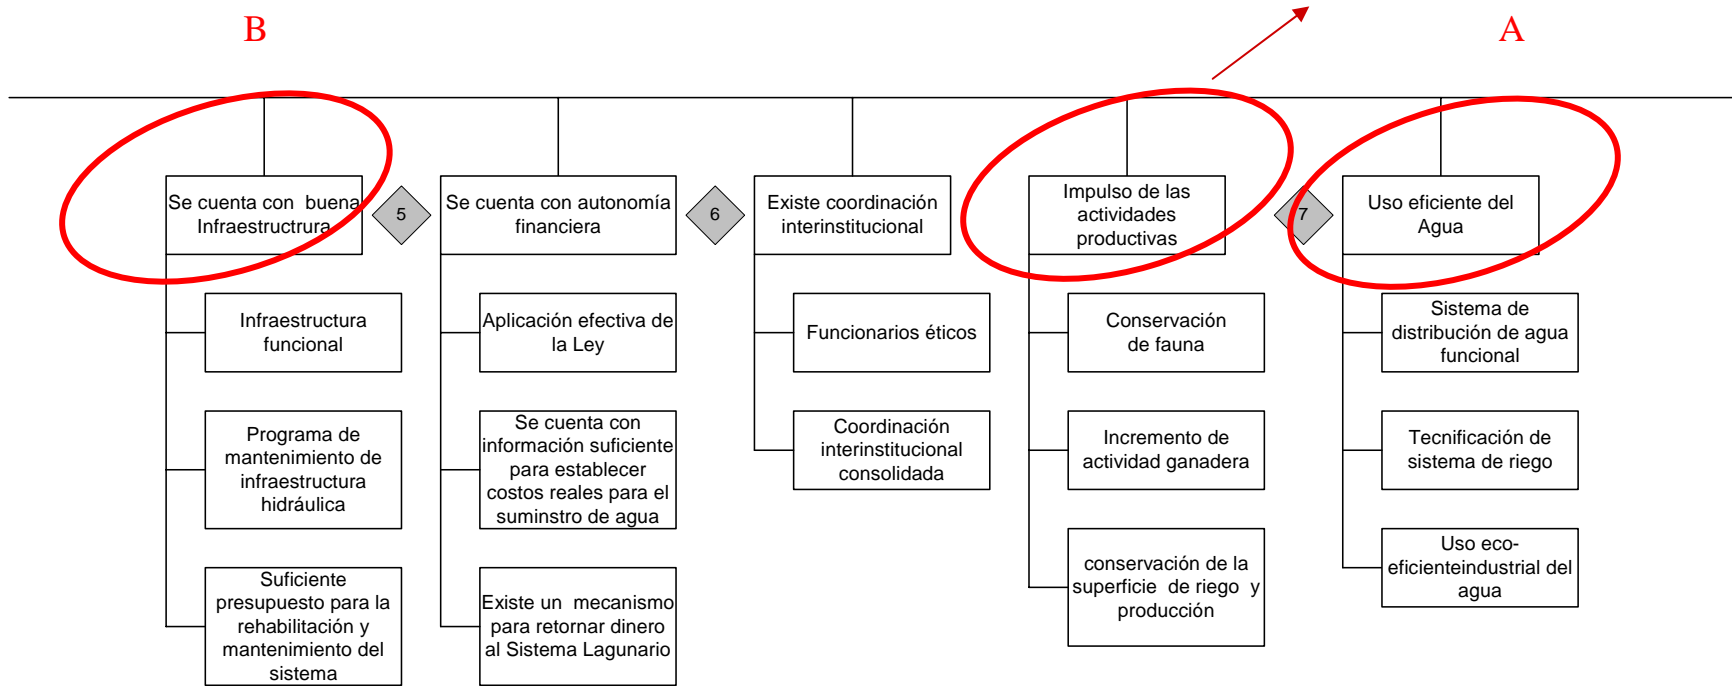 B
A
Se cuenta con buena
Infraestructrura
5
Se cuenta con autonomía
financiera
6
Existe coordinación
interinstitucional
Impulso de las
actividades
productivas
7
Uso eficiente del
Agua
Infraestructura
funcional
Aplicación efectiva de
la Ley
Funcionarios éticos
Conservación
de fauna
Sistema de
distribución de agua
funcional
Programa de
mantenimiento de
infraestructura
hidráulica
Se cuenta con
información suficiente
para establecer
costos reales para el
suminstro de agua
Coordinación
interinstitucional
consolidada
Incremento de
actividad ganadera
Tecnificación de
sistema de riego
Suficiente
presupuesto para la
rehabilitación y
mantenimiento del
sistema
Existe un mecanismo
para retornar dinero
al Sistema Lagunario
conservación de la
superficie de riego y
producción
Uso eco-
eficienteindustrial del
agua